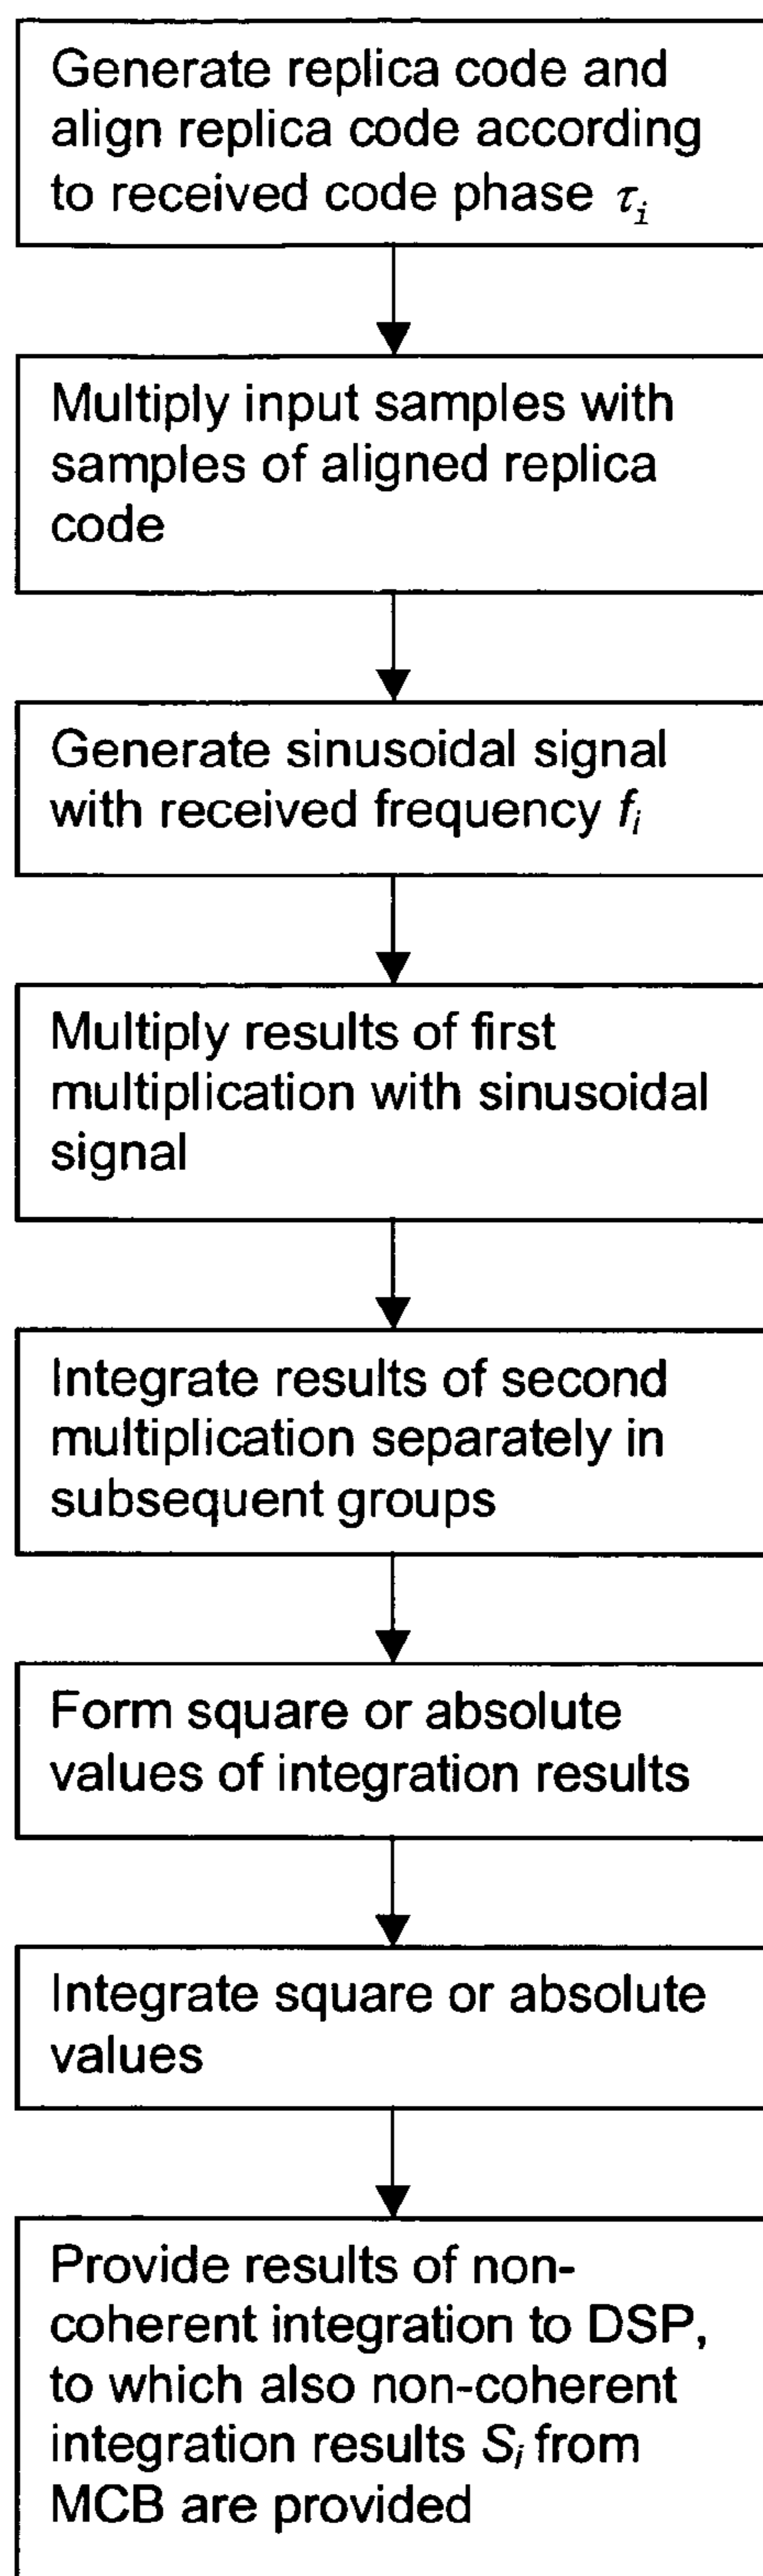 Generate replica code and
align replica code according
to received code phase τᵢ
Multiply input samples with
samples of aligned replica
code
Generate sinusoidal signal
with received frequency fᵢ
Multiply results of first
multiplication with sinusoidal
signal
Integrate results of second
multiplication separately in
subsequent groups
Form square or absolute
values of integration results
Integrate square or absolute
values
Provide results of non-
coherent integration to DSP,
to which also non-coherent
integration results Sᵢ from
MCB are provided